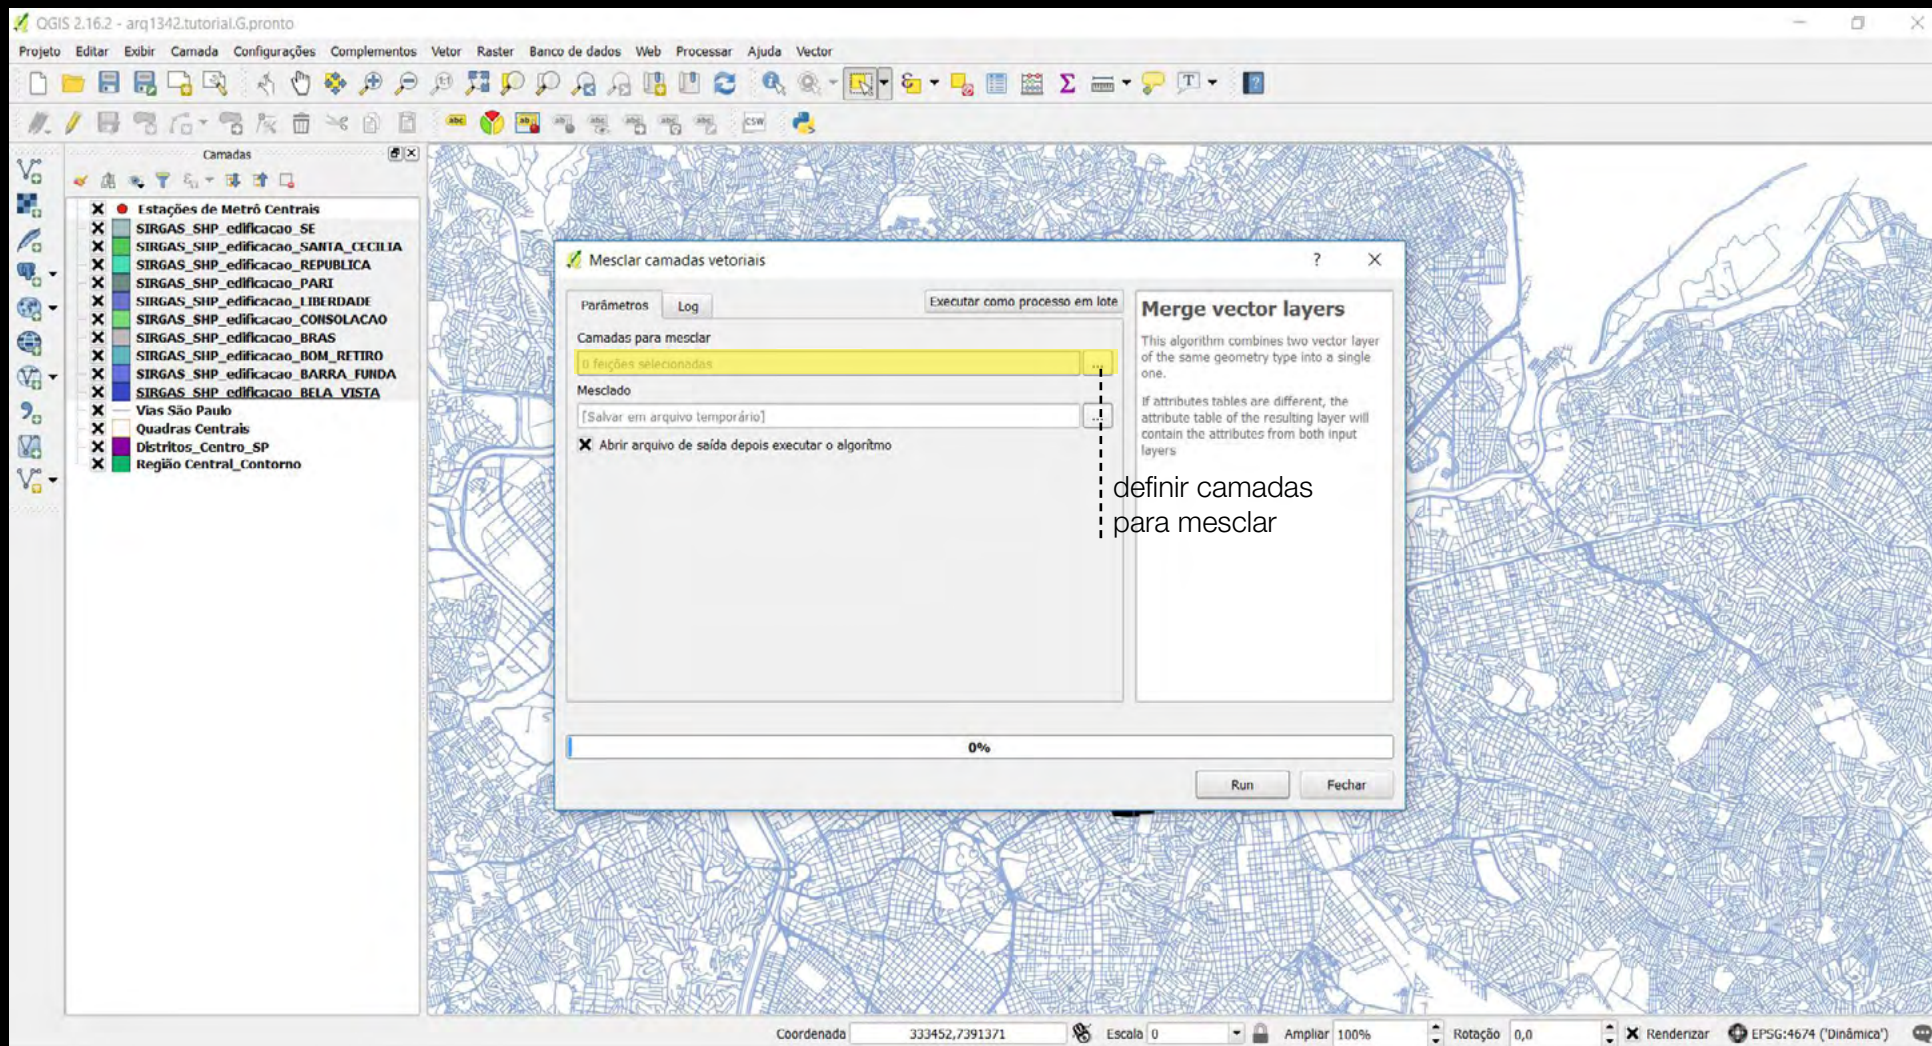 QGIS 2.16.2 - arq1342.tutorial.G.pronto
Projeto Editar Exibir Camada Configurações Complementos Vetor Raster Banco de dados Web Processar Ajuda Vector
Camadas
Estações de Metrô Centrais
SIRGAS_SHP_edificacao_SE
SIRGAS_SHP_edificacao_SANTA_CECILIA
SIRGAS_SHP_edificacao_REPUBLICA
SIRGAS_SHP_edificacao_PARI
SIRGAS_SHP_edificacao_LIBERDADE
SIRGAS_SHP_edificacao_CONSOLACAO
SIRGAS_SHP_edificacao_BRAS
SIRGAS_SHP_edificacao_BOM_RETIRO
SIRGAS_SHP_edificacao_BARRA_FUNDA
SIRGAS_SHP_edificacao_BELA_VISTA
Vias São Paulo
Quadras Centrais
Distritos_Centro_SP
Região Central_Contorno
Mesclar camadas vetoriais
Parâmetros Log Executar como processo em lote
Camadas para mesclar
0 feições selecionadas ...
Mesclado
[Salvar em arquivo temporário] ...
Abrir arquivo de saída depois executar o algoritmo
Merge vector layers
This algorithm combines two vector layer
of the same geometry type into a single
one.
If attributes tables are different, the
attribute table of the resulting layer will
contain the attributes from both input
layers
definir camadas
para mesclar
0%
Run Fechar
Coordenada 333452,7391371 Escala 0 Ampliar 100% Rotação 0,0 Renderizar EPSG:4674 ('Dinâmica')